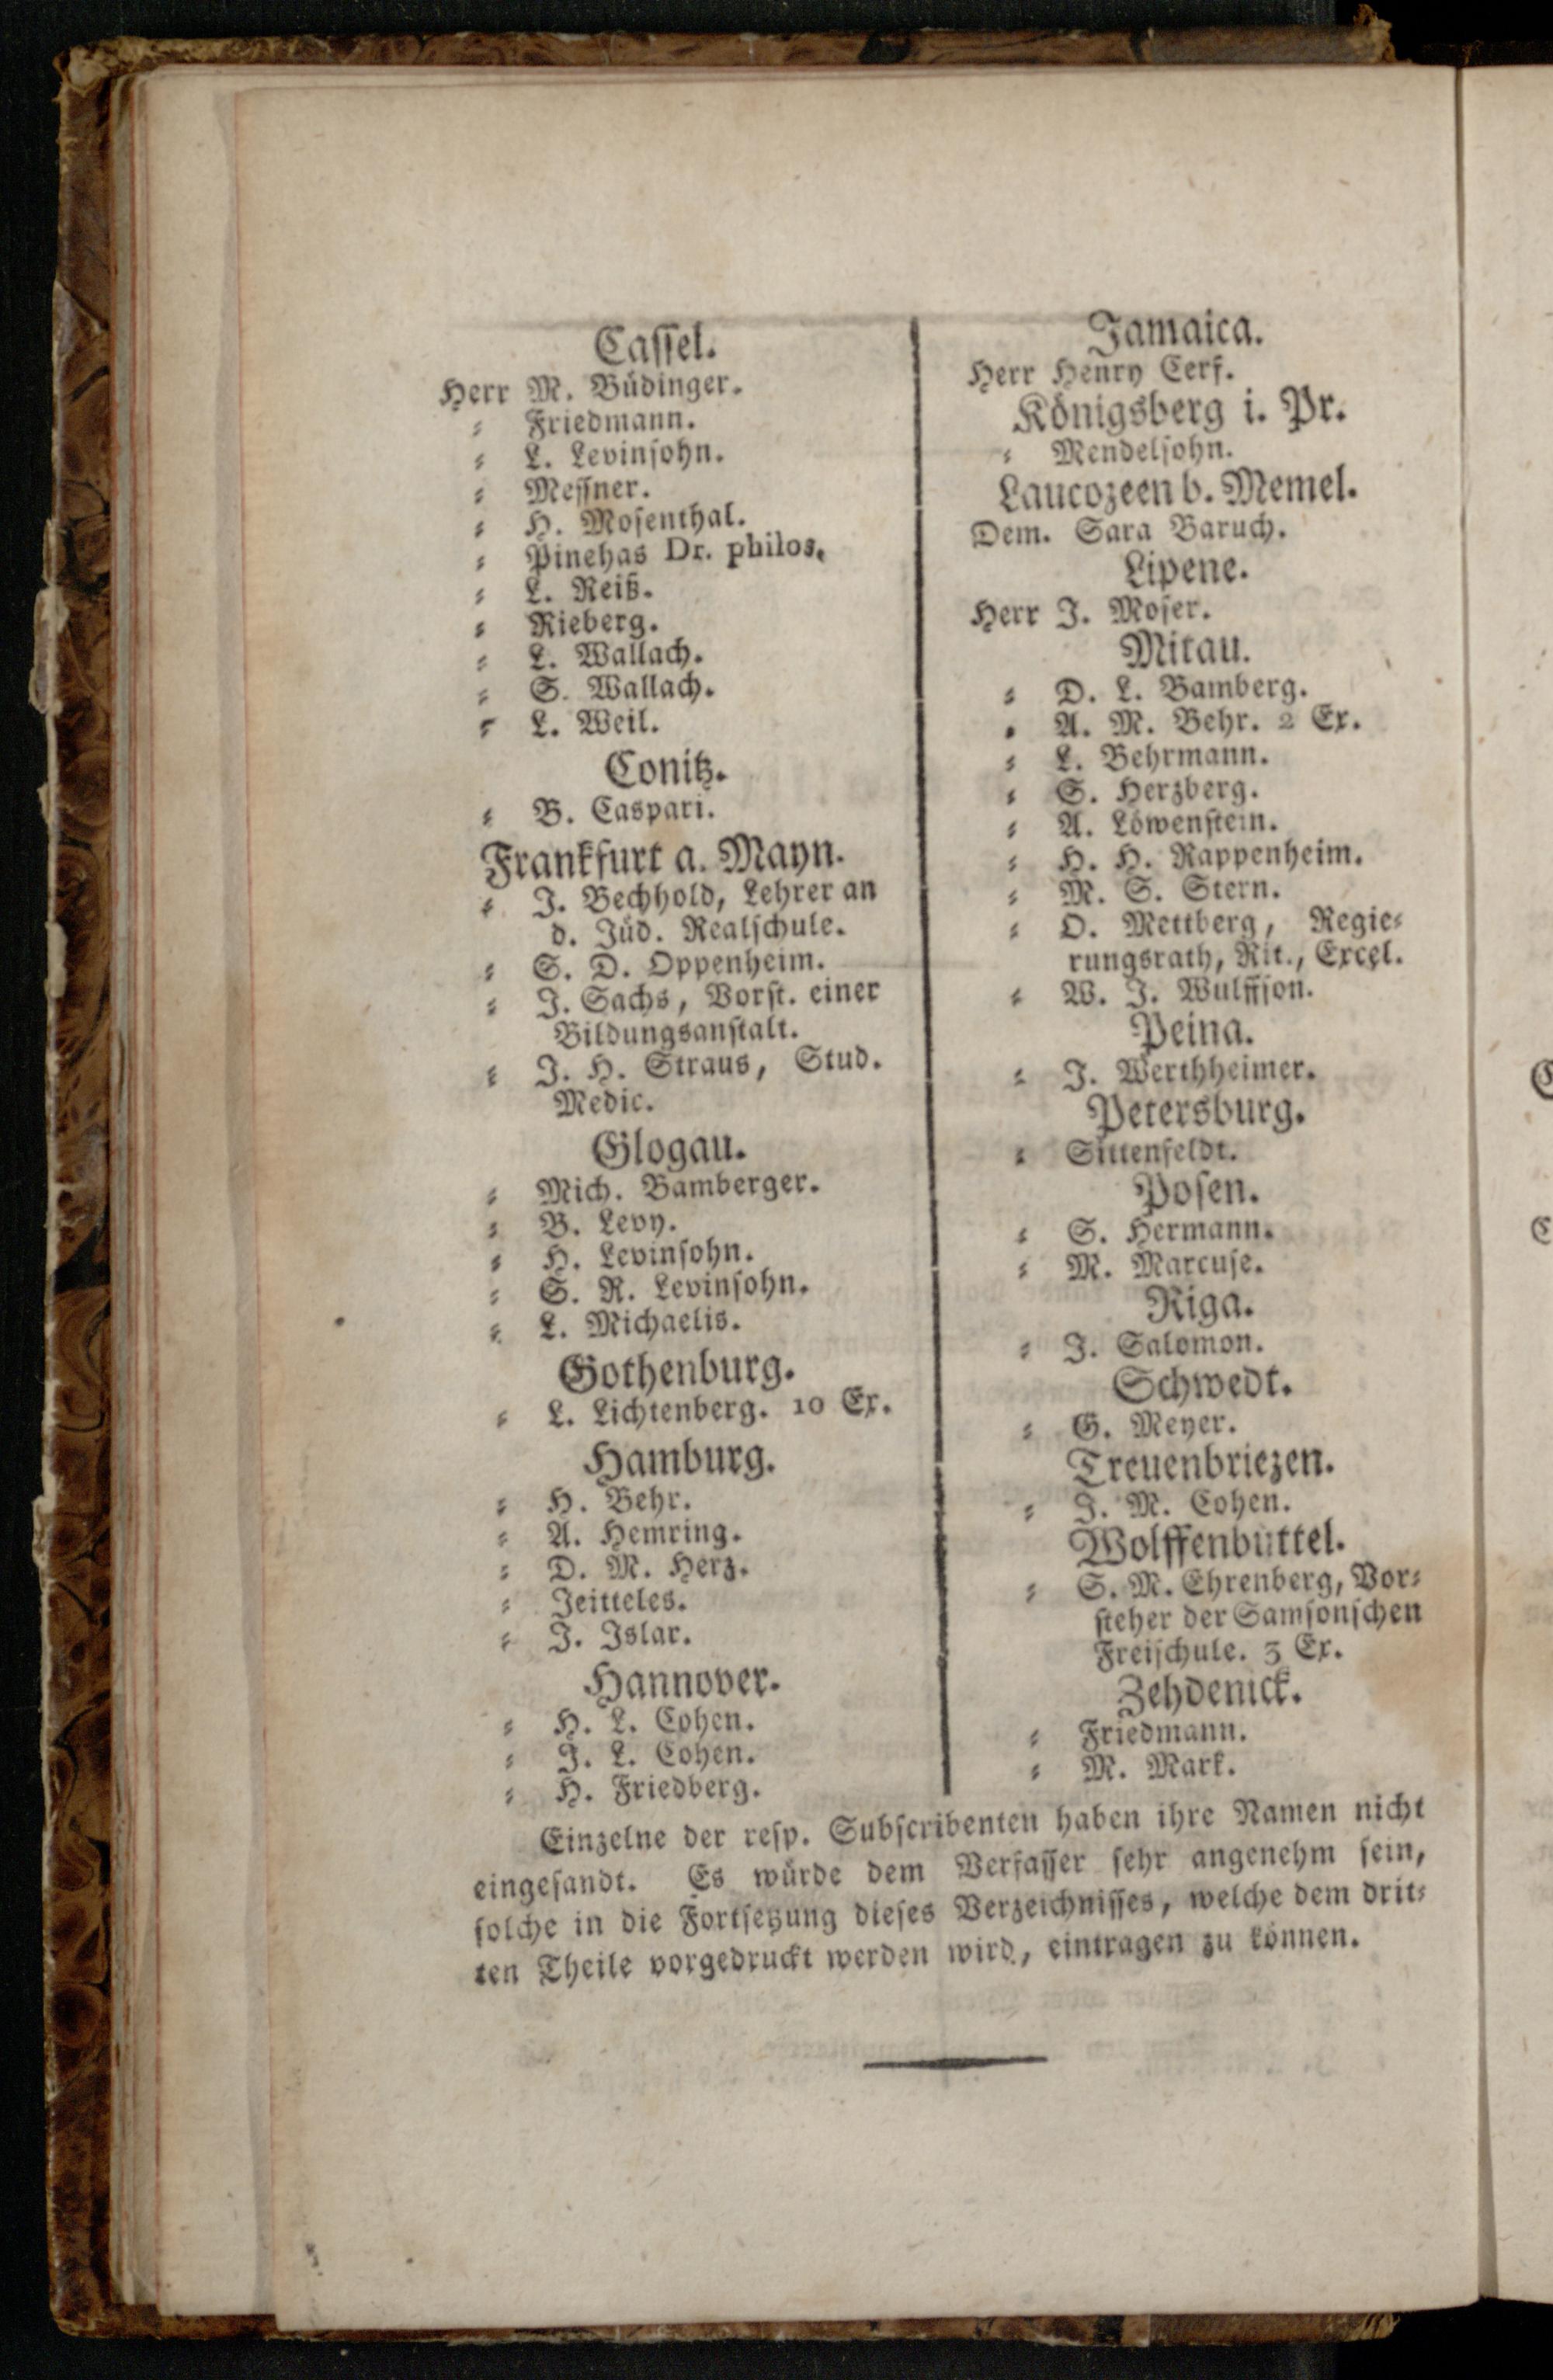 Cassel.
Herr M. Büdinger.
⸗ Friedmann.
⸗ L. Levinsohn.
⸗ Messner.
⸗ H. Mosenthal.
⸗ Pinehas Dr. philos.
⸗ L. Reiß.
⸗ Rieberg.
⸗ L. Wallach.
⸗ S. Wallach.
⸗ L. Weil.
Conitz.
⸗ B. Caspari.
Frankfurt a. Mayn.
⸗ J. Bechhold, Lehrer an
d. Jüd. Realschule.
⸗ S. D. Oppenheim.
⸗ J. Sachs, Vorst. einer
Bildungsanstalt.
⸗ J. H. Straus, Stud.
Medic.
Glogau.
⸗ Mich. Bamberger.
⸗ B. Levy.
⸗ H. Levinsohn.
⸗ S. R. Levinsohn.
⸗ L. Michaelis.
Gothenburg.
⸗ L. Lichtenberg. 10 Ex.
Hamburg.
⸗ H. Behr.
⸗ A. Hemring.
⸗ D. M. Herz.
⸗ Jeitteles.
⸗ J. Islar.
Hannover.
⸗ H. L. Cohen.
⸗ J. L. Cohen.
⸗ H. Friedberg.
Jamaica.
Herr Henry Cerf.
Königsberg i. Pr.
⸗ Mendelsohn.
Laucozeen b. Memel.
Dem. Sara Baruch.
Lipene.
Herr J. Moser.
Mitau.
⸗ D. L. Bamberg.
⸗ A. M. Behr. 2 Ex.
⸗ L. Behrmann.
⸗ S. Herzberg.
⸗ A. Löwenstein.
⸗ H. H. Rappenheim.
⸗ M. S. Stern.
⸗ O. Mettberg, Regie⸗
rungsrath, Rit., Excel.
⸗ W. J. Wulffson.
Peina.
⸗ J. Werthheimer.
Petersburg.
⸗ Sittenfeldt.
Posen.
⸗ S. Hermann.
⸗ M. Marcuse.
Riga.
⸗ J. Salomon.
Schwedt.
⸗ G. Meyer.
Treuenbriezen.
⸗ J. M. Cohen.
Wolffenbüttel.
⸗ S. M. Ehrenberg, Vor⸗
steher der Samsonschen
Freischule. 3 Ex.
Zehdenick.
⸗ Friedmann.
⸗ M. Mark.
Einzelne der resp. Subscribenten haben ihre Namen nicht
eingesandt. Es würde dem Verfasser sehr angenehm sein,
solche in die Fortsetzung dieses Verzeichnisses, welche dem drit⸗
ten Theile vorgedruckt werden wird, eintragen zu können.